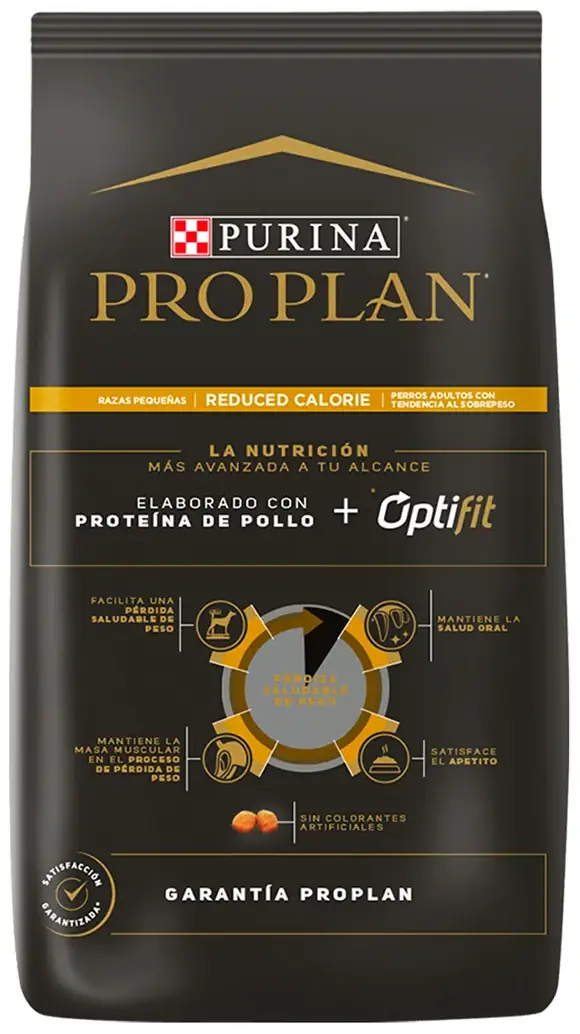 PURINA
PRO PLAN
RAZAS PEQUEÑAS | REDUCED CALORIE | PERROS ADULTOS CON
TENDENCIA AL SOBREPESO
LA NUTRICIÓN
MÁS AVANZADA A TU ALCANCE
ELABORADO CON
PROTEÍNA DE POLLO + Optifit
FACILITA UNA
PÉRDIDA
SALUDABLE DE
PESO
MANTIENE LA
SALUD ORAL
PÉRDIDA
SALUDABLE
DE PESO
MANTIENE LA
MASA MUSCULAR
EN EL PROCESO
DE PÉRDIDA DE
PESO
SATISFACE
EL APETITO
SIN COLORANTES
ARTIFICIALES
SATISFACCIÓN
GARANTIZADA*
GARANTÍA PROPLAN